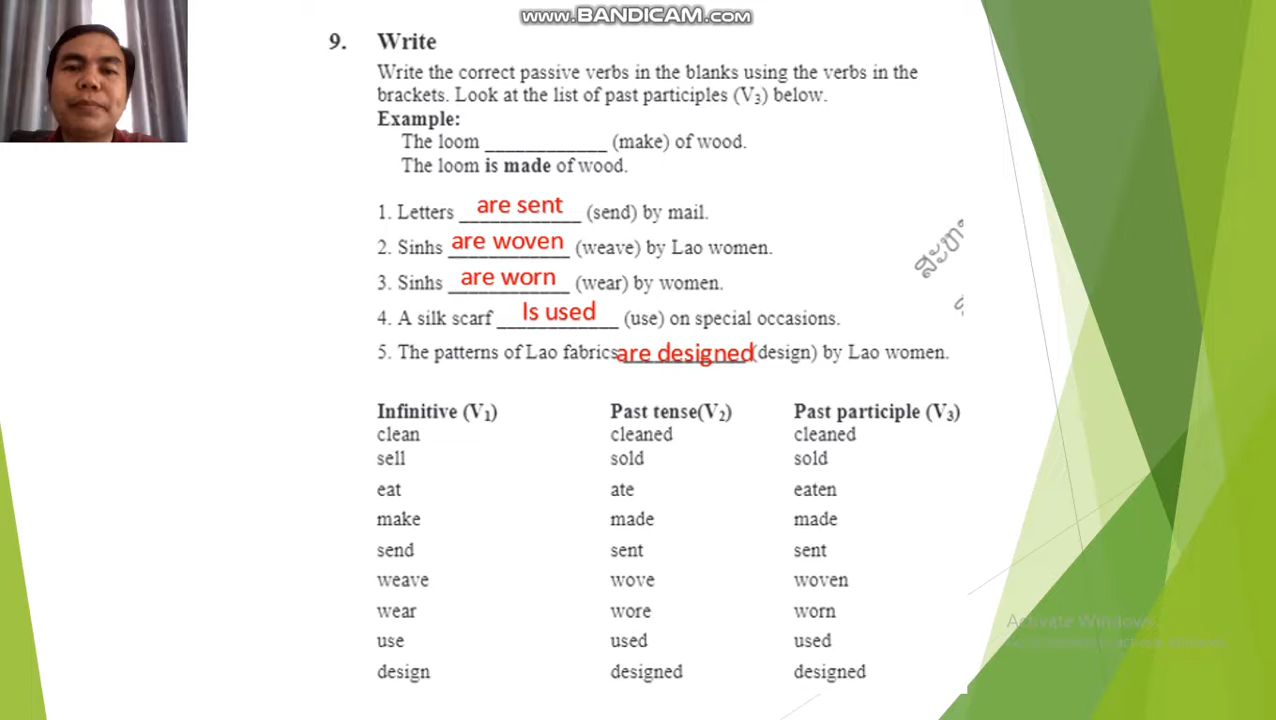 www.BANDICAM.com
9. Write
Write the correct passive verbs in the blanks using the verbs in the
brackets. Look at the list of past participles (V₃) below.
Example:
The loom ____________ (make) of wood.
The loom is made of wood.
1. Letters are sent (send) by mail.
2. Sinhs are woven (weave) by Lao women.
3. Sinhs are worn (wear) by women.
4. A silk scarf Is used (use) on special occasions.
5. The patterns of Lao fabrics are designed (design) by Lao women.
Infinitive (V₁) Past tense(V₂) Past participle (V₃)
clean cleaned cleaned
sell sold sold
eat ate eaten
make made made
send sent sent
weave wove woven
wear wore worn
use used used
design designed designed
Activate Windows